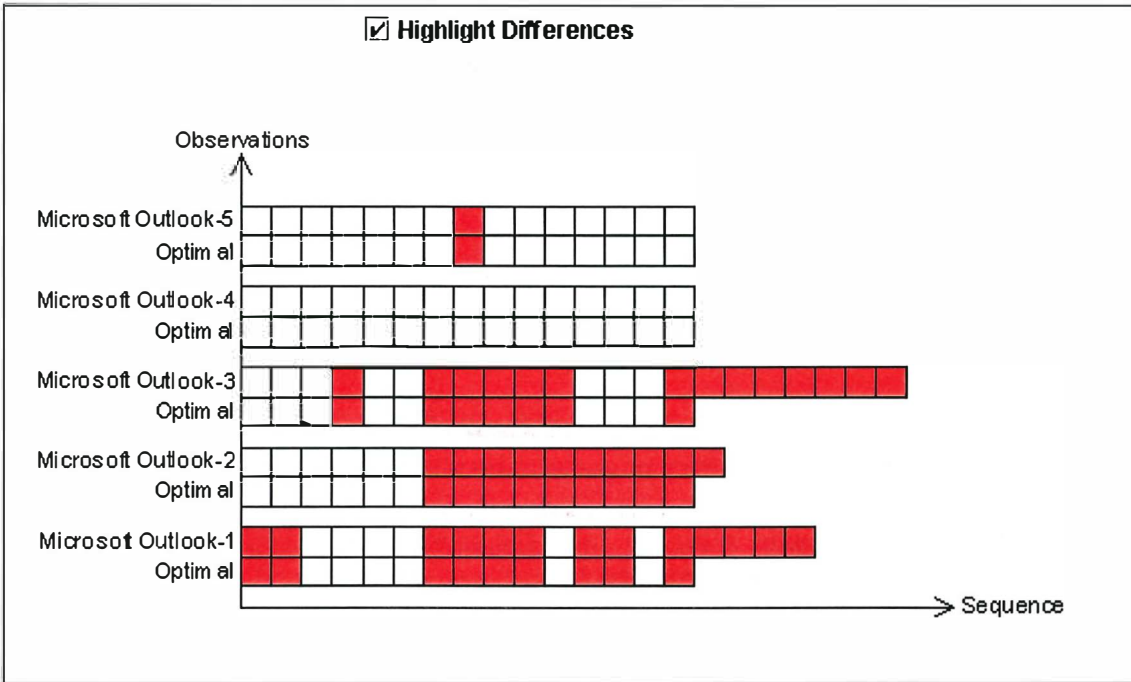 Highlight Differences
Observations
Microsoft Outlook-5
Optimal
Microsoft Outlook-4
Optimal
Microsoft Outlook-3
Optimal
Microsoft Outlook-2
Optimal
Microsoft Outlook-1
Optimal
Sequence